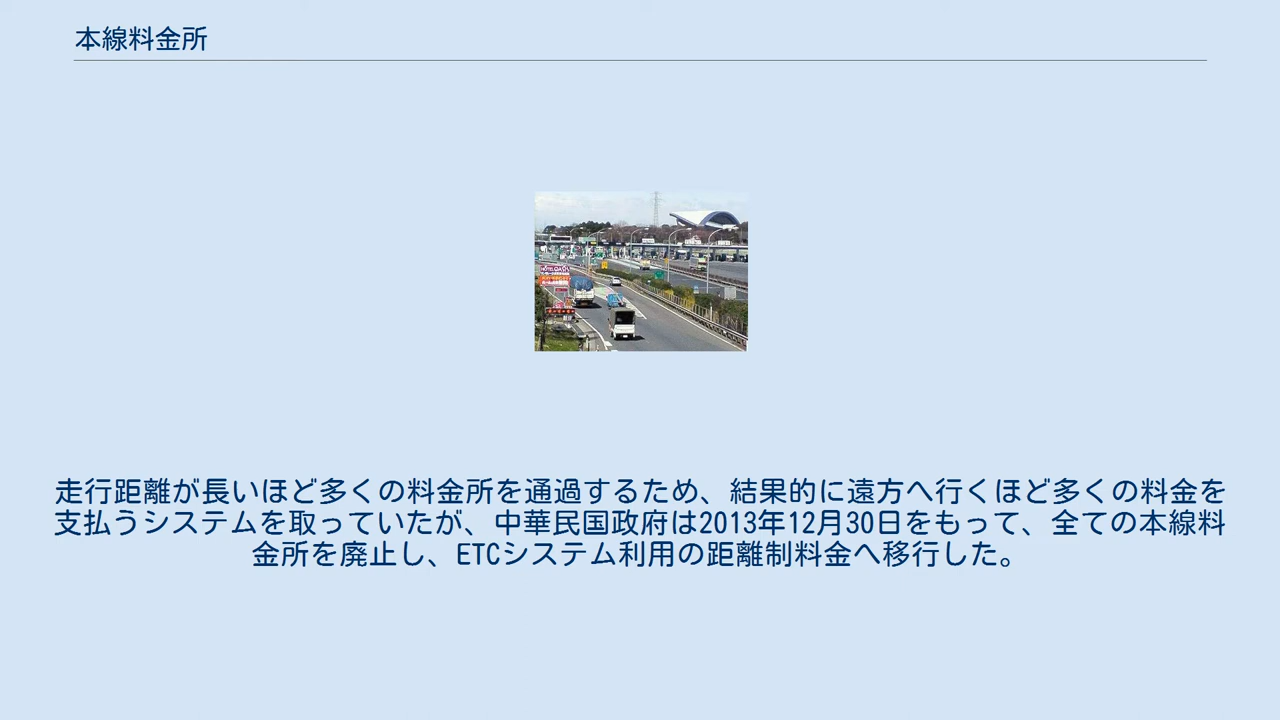 本線料金所
走行距離が長いほど多くの料金所を通過するため、結果的に遠方へ行くほど多くの料金を
支払うシステムを取っていたが、中華民国政府は2013年12月30日をもって、全ての本線料
金所を廃止し、ETCシステム利用の距離制料金へ移行した。